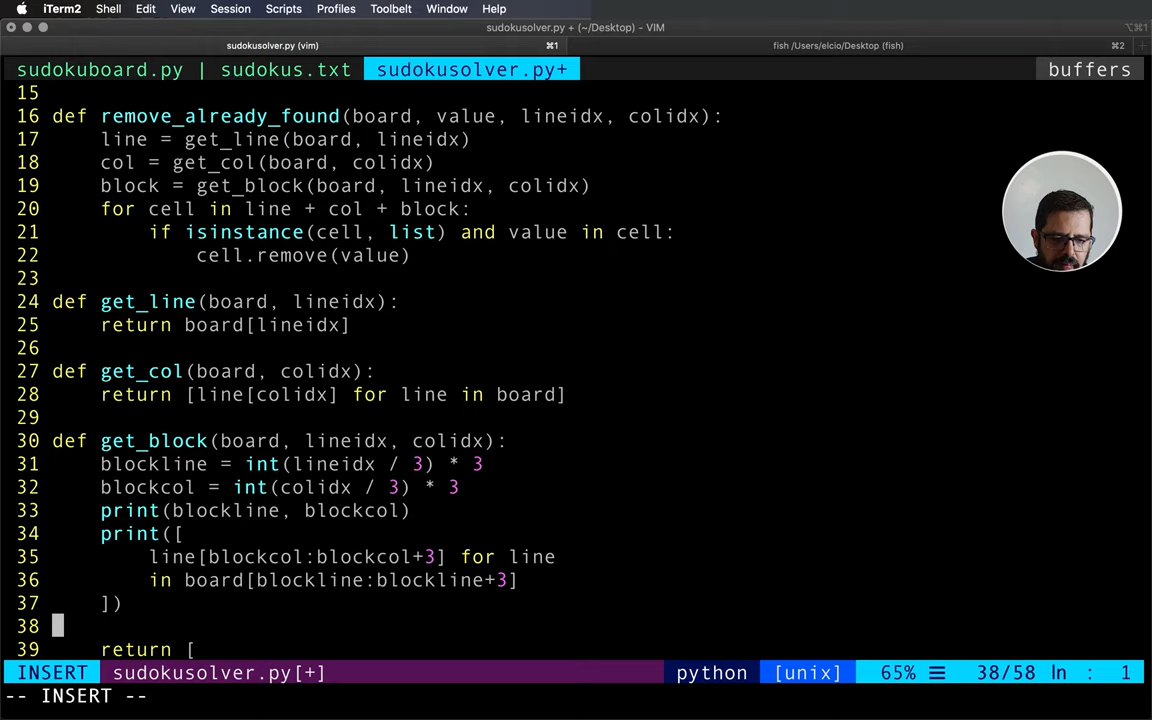 iTerm2 Shell Edit View Session Scripts Profiles Toolbelt Window Help
sudokusolver.py + (~/Desktop) - VIM
⌥⌘1
sudokusolver.py (vim) ⌘1 fish /Users/elcio/Desktop (fish) ⌘2 +
sudokuboard.py | sudokus.txt sudokusolver.py+ buffers
15
16 def remove_already_found(board, value, lineidx, colidx):
17     line = get_line(board, lineidx)
18     col = get_col(board, colidx)
19     block = get_block(board, lineidx, colidx)
20     for cell in line + col + block:
21         if isinstance(cell, list) and value in cell:
22             cell.remove(value)
23
24 def get_line(board, lineidx):
25     return board[lineidx]
26
27 def get_col(board, colidx):
28     return [line[colidx] for line in board]
29
30 def get_block(board, lineidx, colidx):
31     blockline = int(lineidx / 3) * 3
32     blockcol = int(colidx / 3) * 3
33     print(blockline, blockcol)
34     print([
35         line[blockcol:blockcol+3] for line
36         in board[blockline:blockline+3]
37     ])
38
39     return [
INSERT sudokusolver.py[+] python [unix] 65% ☰ 38/58 ln : 1
-- INSERT --